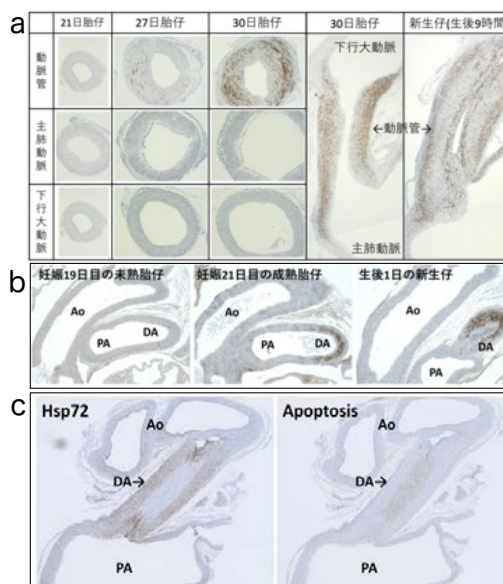 a
21日胎仔 27日胎仔 30日胎仔 30日胎仔 新生仔(生後9時間
動脈管
主肺動脈
下行大動脈
下行大動脈
←動脈管→
主肺動脈
b
妊娠19日目の未熟胎仔 妊娠21日目の成熟胎仔 生後1日の新生仔
Ao Ao Ao
PA DA PA DA DA
PA
c
Hsp72 Apoptosis
Ao Ao
DA→ DA→
PA PA